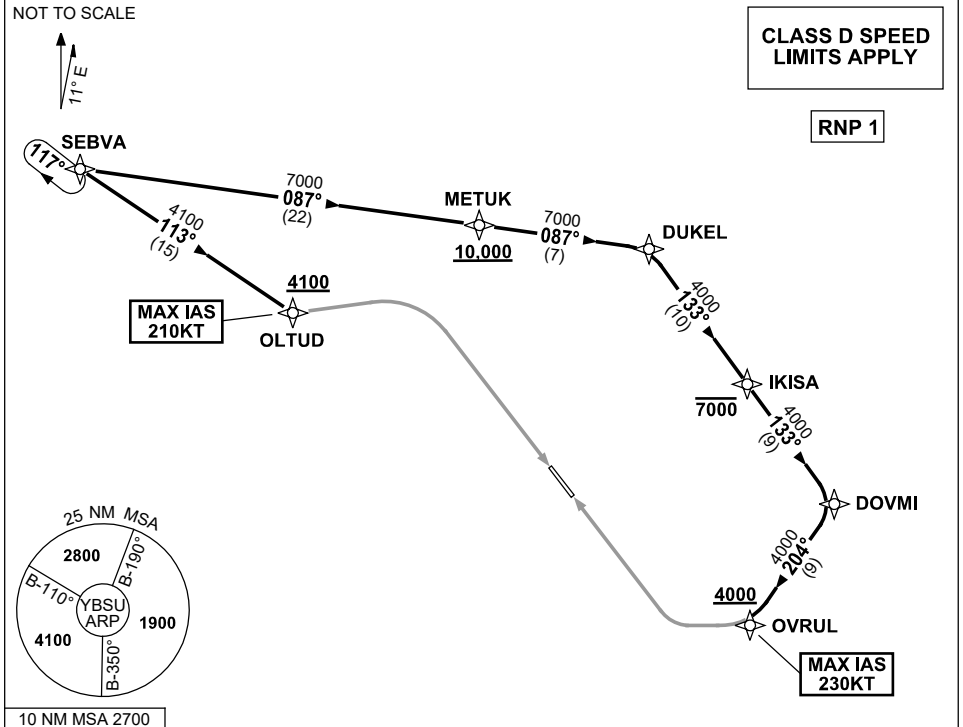 NOT TO SCALE
11° E
CLASS D SPEED
LIMITS APPLY
RNP 1
SEBVA
117°
7000
087°
(22)
METUK
10,000
7000
087°
(7)
DUKEL
4100
113°
(15)
4100
MAX IAS
210KT
OLTUD
4000
133°
(10)
IKISA
7000
4000
133°
(9)
DOVMI
4000
204°
(9)
4000
OVRUL
MAX IAS
230KT
25 NM MSA
2800
B-190°
B-110°
YBSU
ARP
1900
4100
B-350°
10 NM MSA 2700